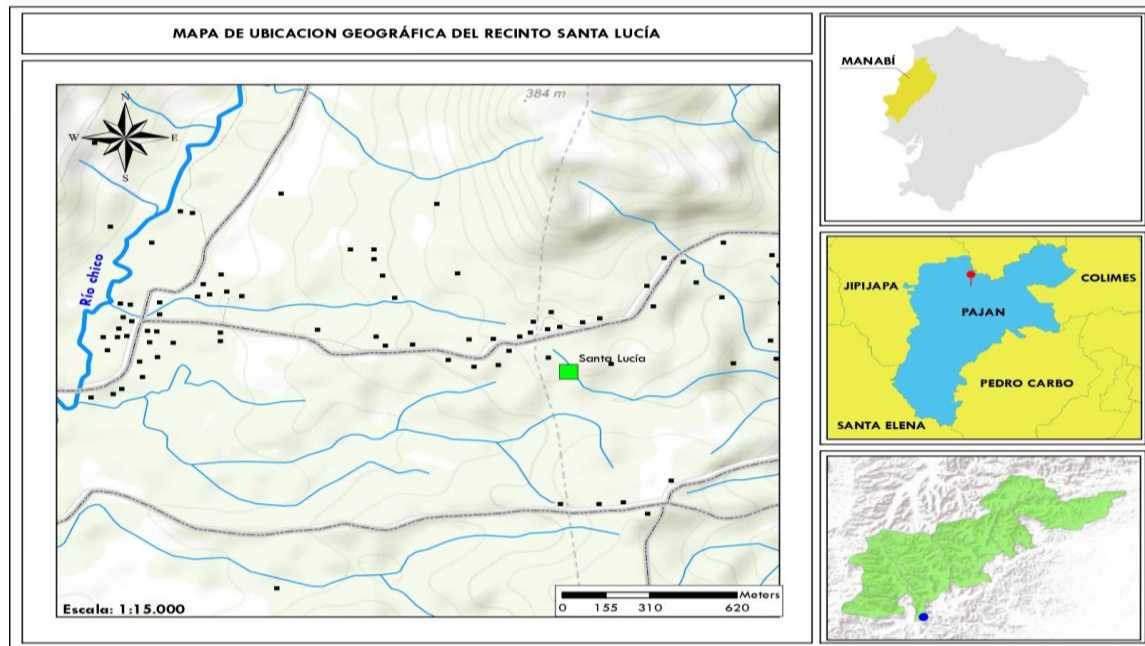 MAPA DE UBICACION GEOGRÁFICA DEL RECINTO SANTA LUCÍA
N
W
E
S
384 m
Río chico
Santa Lucía
Escala: 1:15.000
Meters
0 155 310 620
MANABÍ
JIPIJAPA
COLIMES
PAJAN
PEDRO CARBO
SANTA ELENA